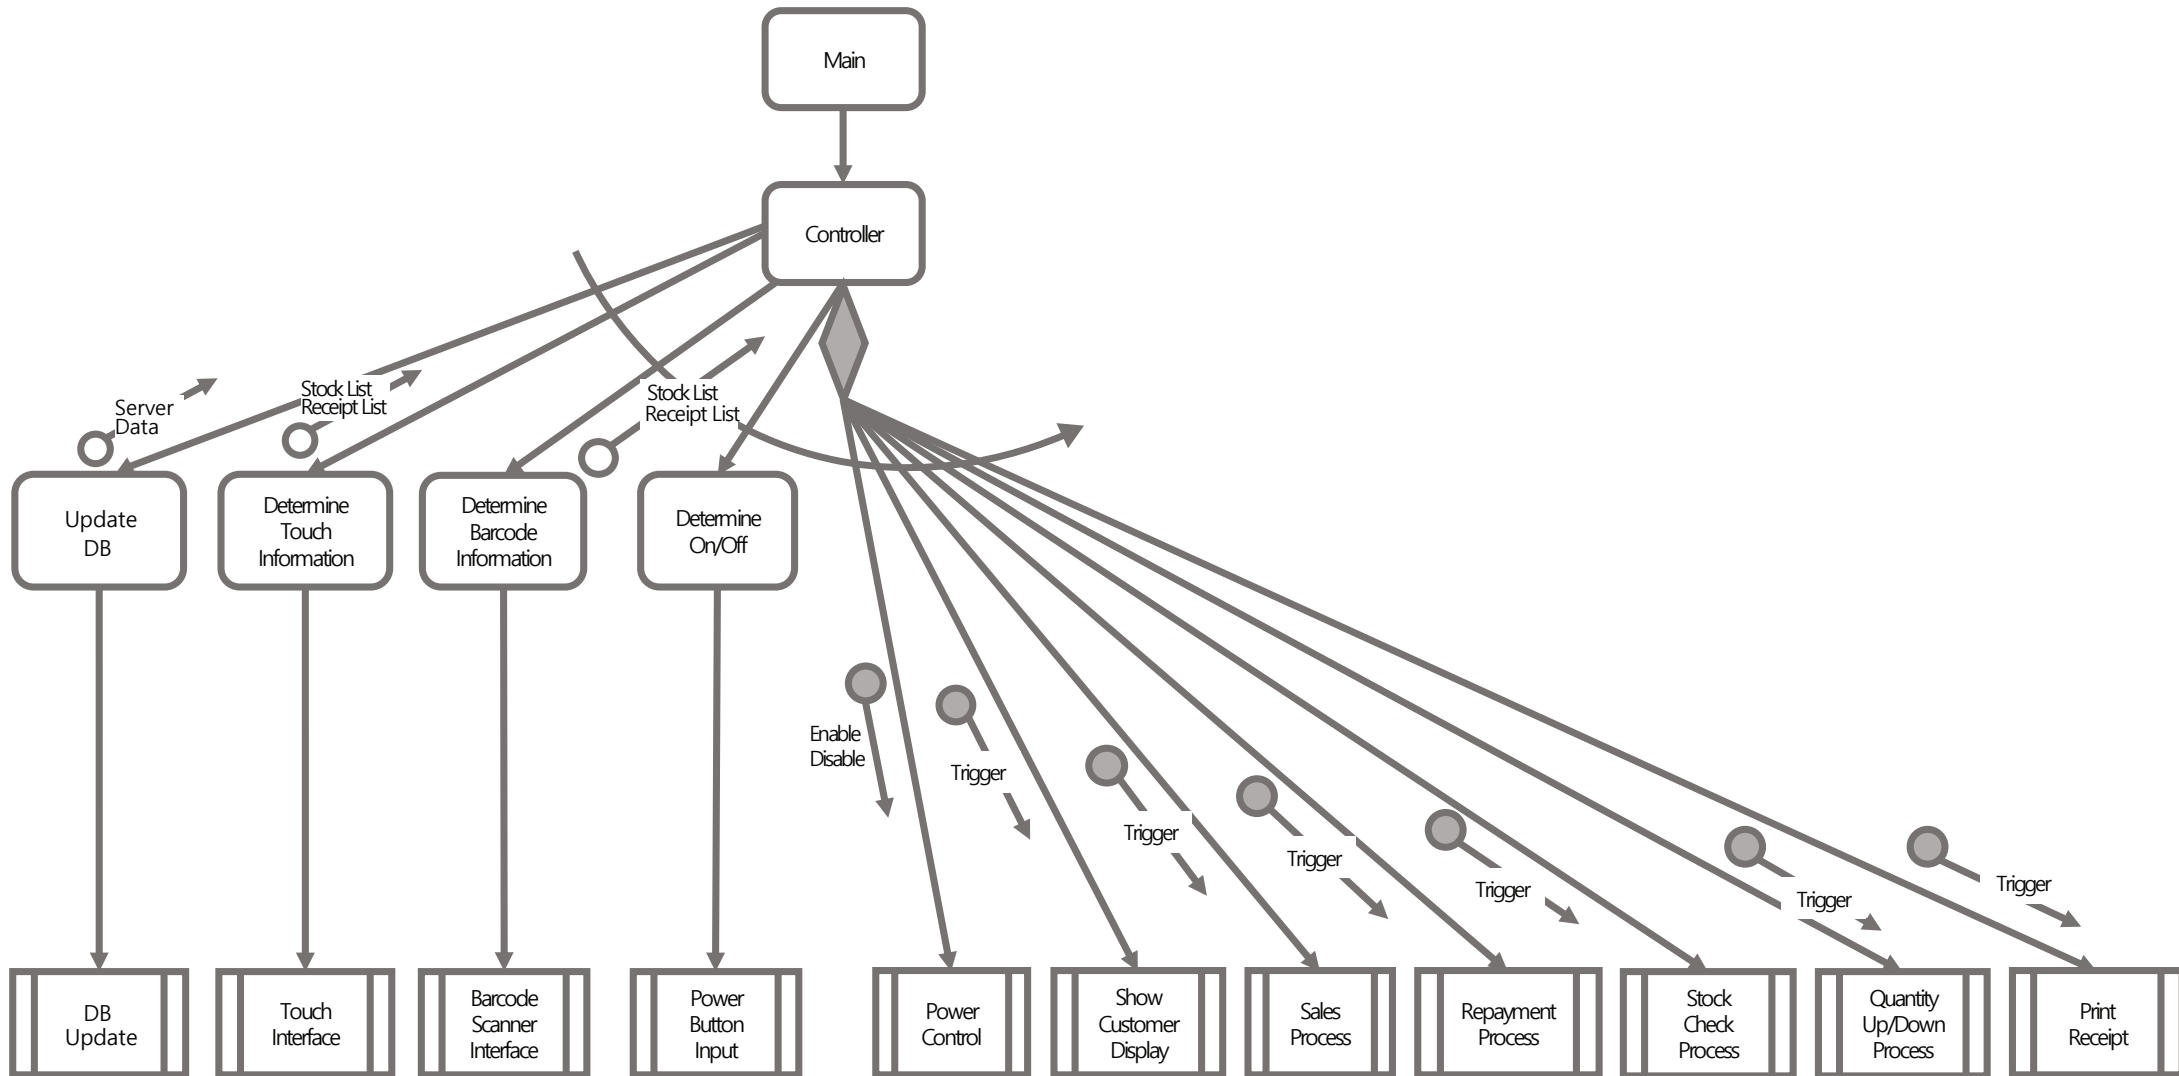 Main
Controller
Server
Data
Stock List
Receipt List
Stock List
Receipt List
Update
DB
Determine
Touch
Information
Determine
Barcode
Information
Determine
On/Off
Enable
Disable
Trigger
Trigger
Trigger
Trigger
Trigger
Trigger
DB
Update
Touch
Interface
Barcode
Scanner
Interface
Power
Button
Input
Power
Control
Show
Customer
Display
Sales
Process
Repayment
Process
Stock
Check
Process
Quantity
Up/Down
Process
Print
Receipt